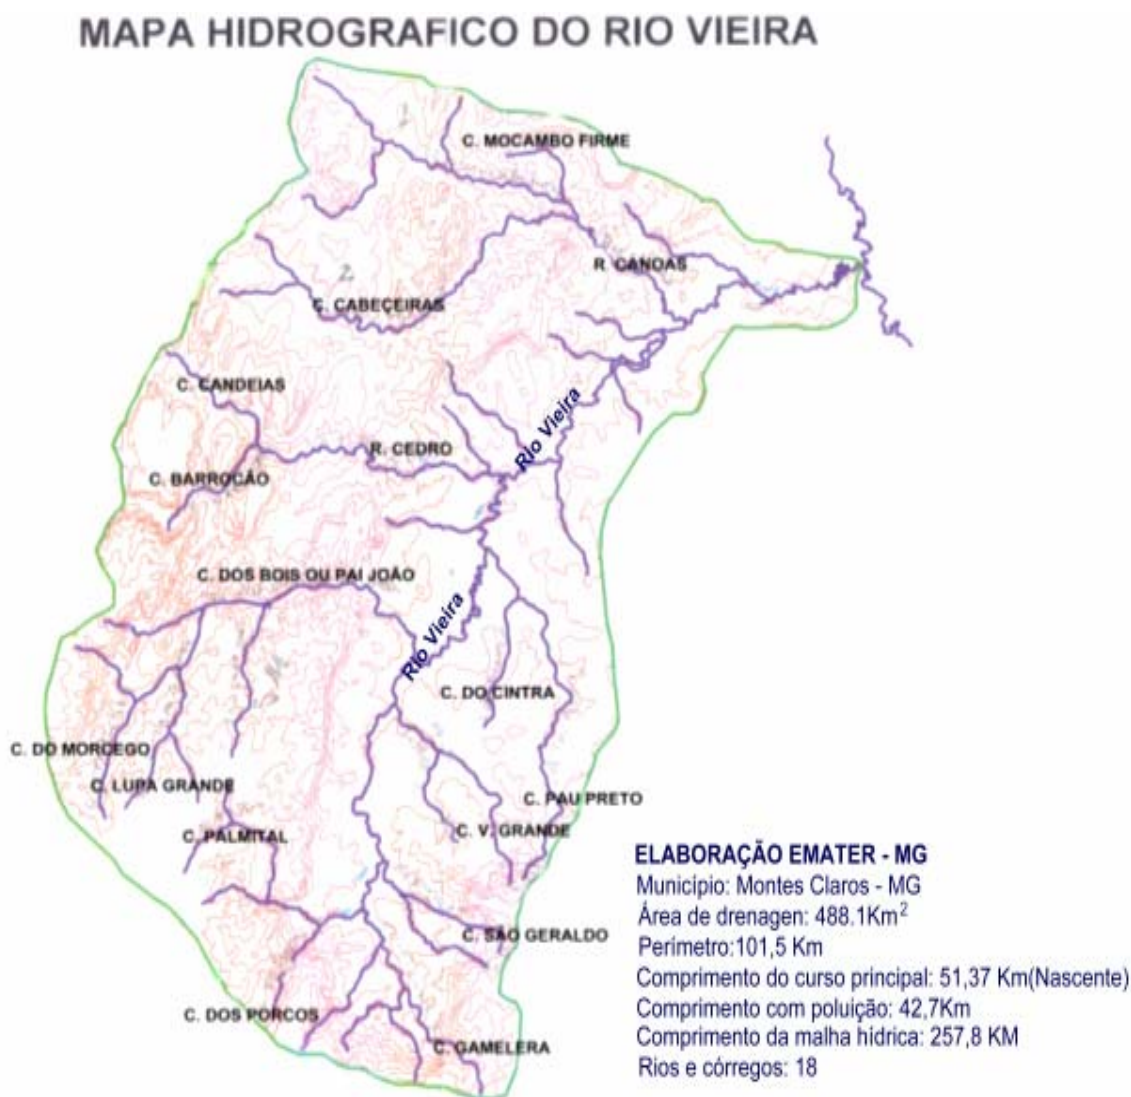 MAPA HIDROGRAFICO DO RIO VIEIRA
C. MOCAMBO FIRME
R. CANOAS
C. CABEÇEIRAS
C. CANDEIAS
Rio Vieira
R. CEDRO
C. BARROCÃO
C. DOS BOIS OU PAI JOÃO
Rio Vieira
C. DO CINTRA
C. DO MORCEGO
C. LUPA GRANDE
C. PAU PRETO
C. PALMITAL
C. V. GRANDE
C. SÃO GERALDO
C. DOS PORCOS
C. GAMELERA
ELABORAÇÃO EMATER - MG
Municipio: Montes Claros - MG
Área de drenagen: 488.1Km²
Perimetro:101,5 Km
Comprimento do curso principal: 51,37 Km(Nascente)
Comprimento com poluição: 42,7Km
Comprimento da malha hidrica: 257,8 KM
Rios e córregos: 18